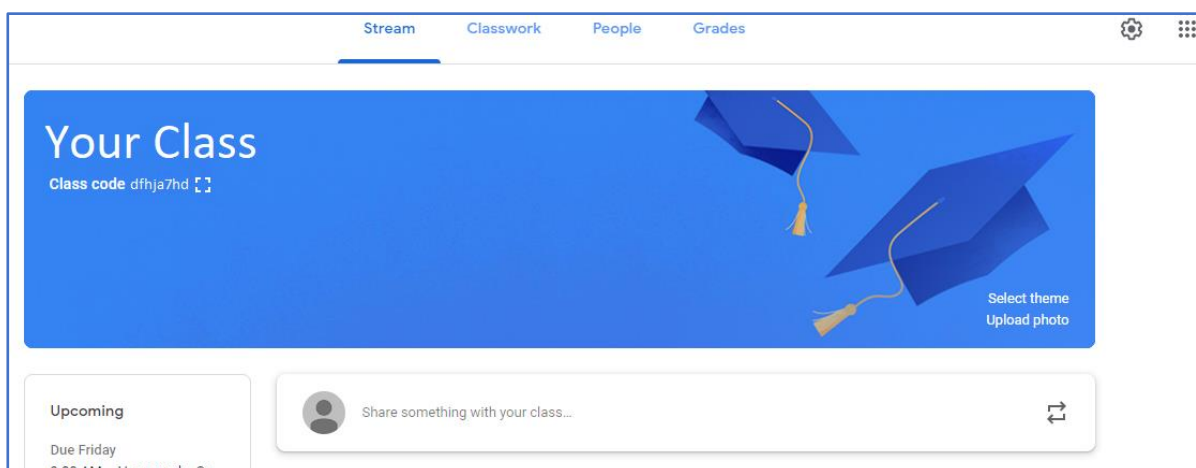 Stream Classwork People Grades
Your Class
Class code dfhja7hd
Select theme
Upload photo
Upcoming
Share something with your class...
Due Friday